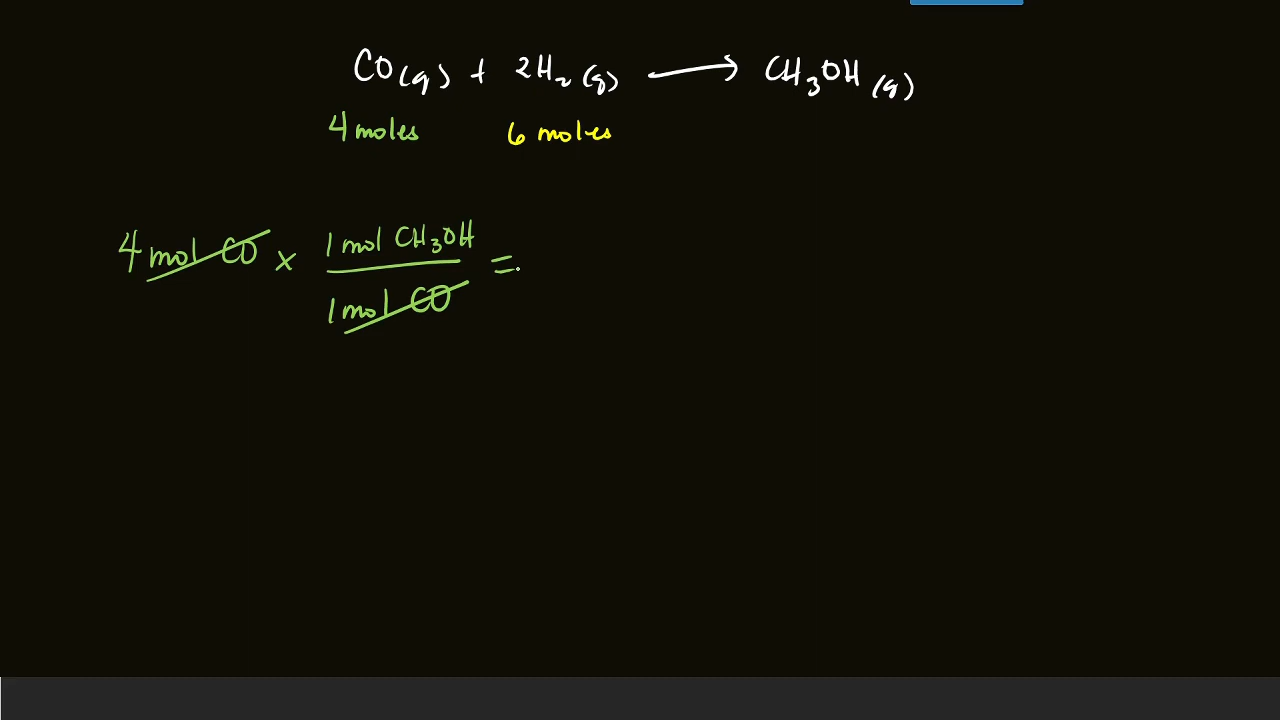 CO(g) + 2H₂(g) ⟶ CH₃OH(g)
4 moles 6 moles
4 mol CO × 1 mol CH₃OH =
1 mol CO